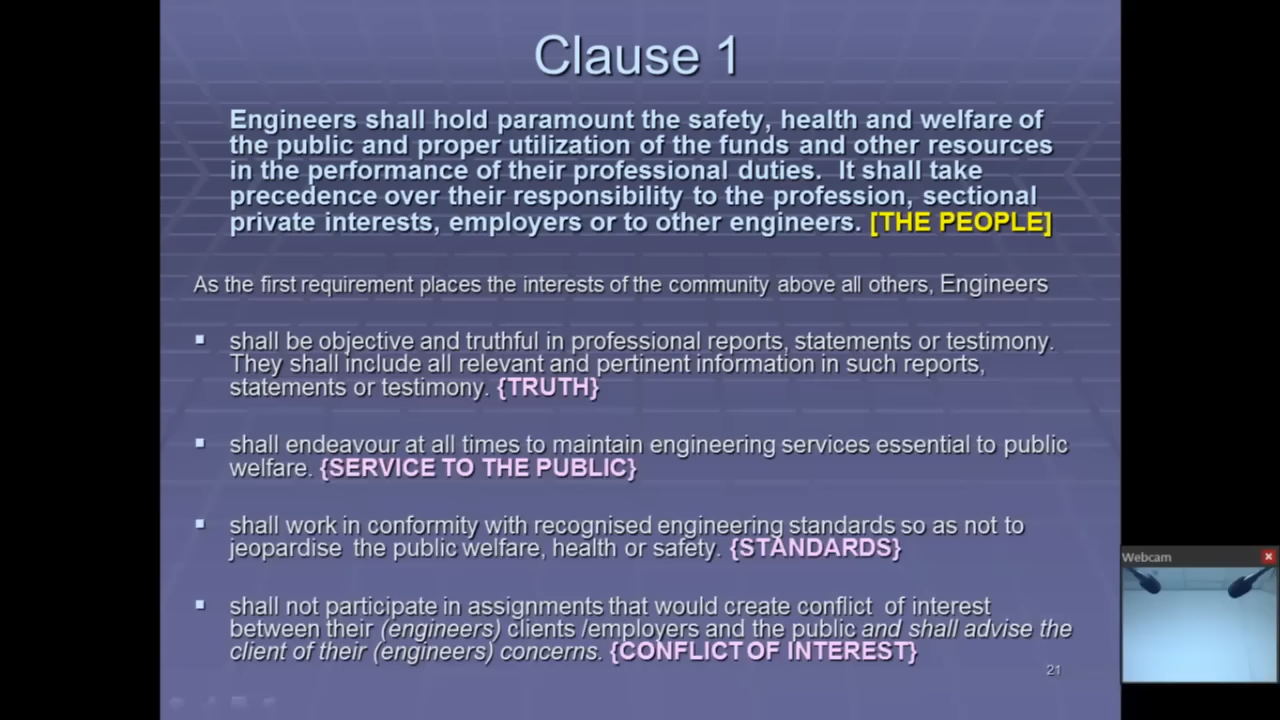 Clause 1
Engineers shall hold paramount the safety, health and welfare of
the public and proper utilization of the funds and other resources
in the performance of their professional duties. It shall take
precedence over their responsibility to the profession, sectional
private interests, employers or to other engineers. [THE PEOPLE]
As the first requirement places the interests of the community above all others, Engineers
▪ shall be objective and truthful in professional reports, statements or testimony.
They shall include all relevant and pertinent information in such reports,
statements or testimony. {TRUTH}
▪ shall endeavour at all times to maintain engineering services essential to public
welfare. {SERVICE TO THE PUBLIC}
▪ shall work in conformity with recognised engineering standards so as not to
jeopardise the public welfare, health or safety. {STANDARDS}
▪ shall not participate in assignments that would create conflict of interest
between their (engineers) clients /employers and the public and shall advise the
client of their (engineers) concerns. {CONFLICT OF INTEREST}
21
Webcam